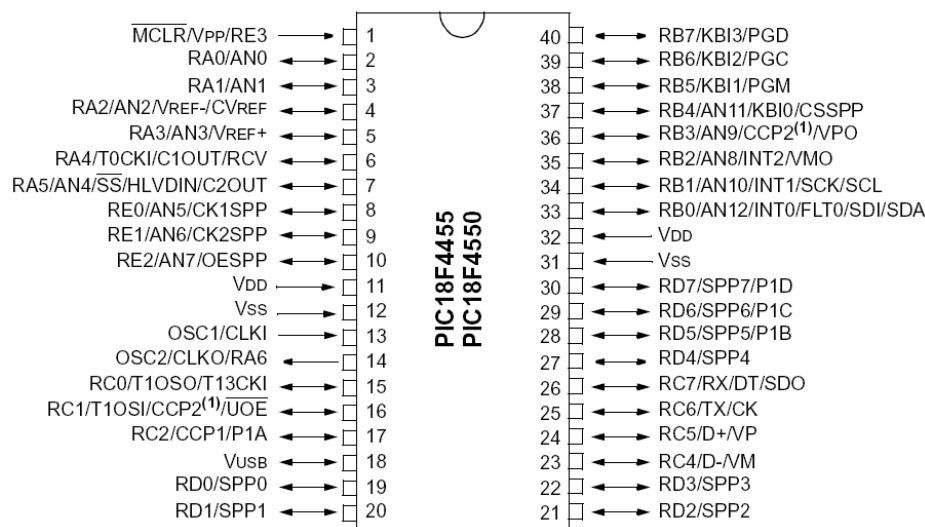 MCLR/VPP/RE3 1
RA0/AN0 2
RA1/AN1 3
RA2/AN2/VREF-/CVREF 4
RA3/AN3/VREF+ 5
RA4/T0CKI/C1OUT/RCV 6
RA5/AN4/SS/HLVDIN/C2OUT 7
RE0/AN5/CK1SPP 8
RE1/AN6/CK2SPP 9
RE2/AN7/OESPP 10
VDD 11
VSS 12
OSC1/CLKI 13
OSC2/CLKO/RA6 14
RC0/T1OSO/T13CKI 15
RC1/T1OSI/CCP2(1)/UOE 16
RC2/CCP1/P1A 17
VUSB 18
RD0/SPP0 19
RD1/SPP1 20
PIC18F4455
PIC18F4550
40 RB7/KBI3/PGD
39 RB6/KBI2/PGC
38 RB5/KBI1/PGM
37 RB4/AN11/KBI0/CSSPP
36 RB3/AN9/CCP2(1)/VPO
35 RB2/AN8/INT2/VMO
34 RB1/AN10/INT1/SCK/SCL
33 RB0/AN12/INT0/FLT0/SDI/SDA
32 VDD
31 VSS
30 RD7/SPP7/P1D
29 RD6/SPP6/P1C
28 RD5/SPP5/P1B
27 RD4/SPP4
26 RC7/RX/DT/SDO
25 RC6/TX/CK
24 RC5/D+/VP
23 RC4/D-/VM
22 RD3/SPP3
21 RD2/SPP2